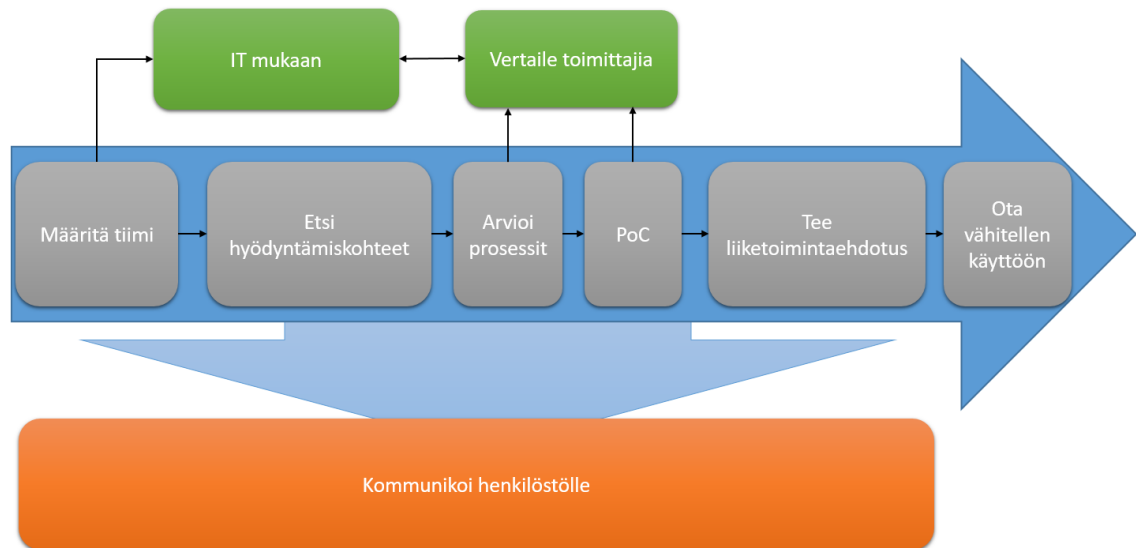 IT mukaan
Vertaile toimittajia
Määritä tiimi
Etsi
hyödyntämiskohteet
Arvioi
prosessit
PoC
Tee
liiketoimintaehdotus
Ota
vähitellen
käyttöön
Kommunikoi henkilöstölle